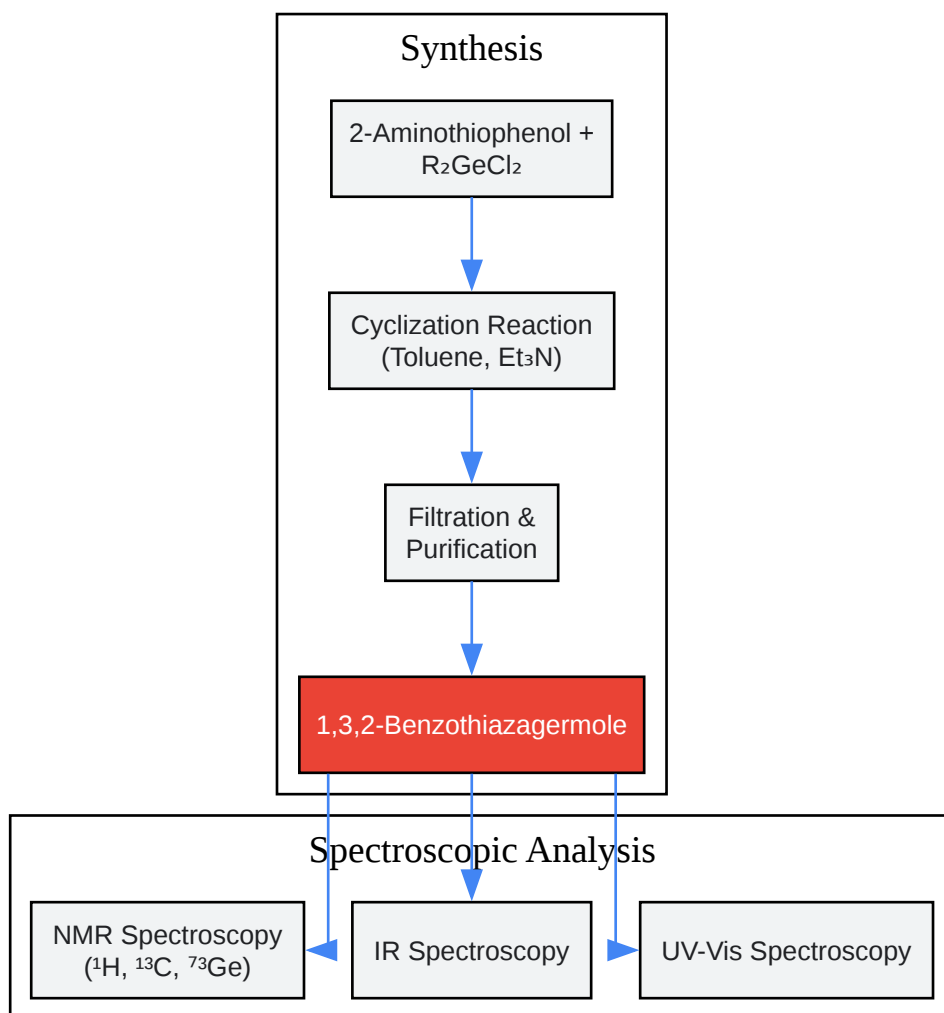 Synthesis
2-Aminothiophenol +
R₂GeCl₂
Cyclization Reaction
(Toluene, Et₃N)
Filtration &
Purification
1,3,2-Benzothiazagermole
Spectroscopic Analysis
NMR Spectroscopy
(¹H, ¹³C, ⁷³Ge)
IR Spectroscopy
UV-Vis Spectroscopy